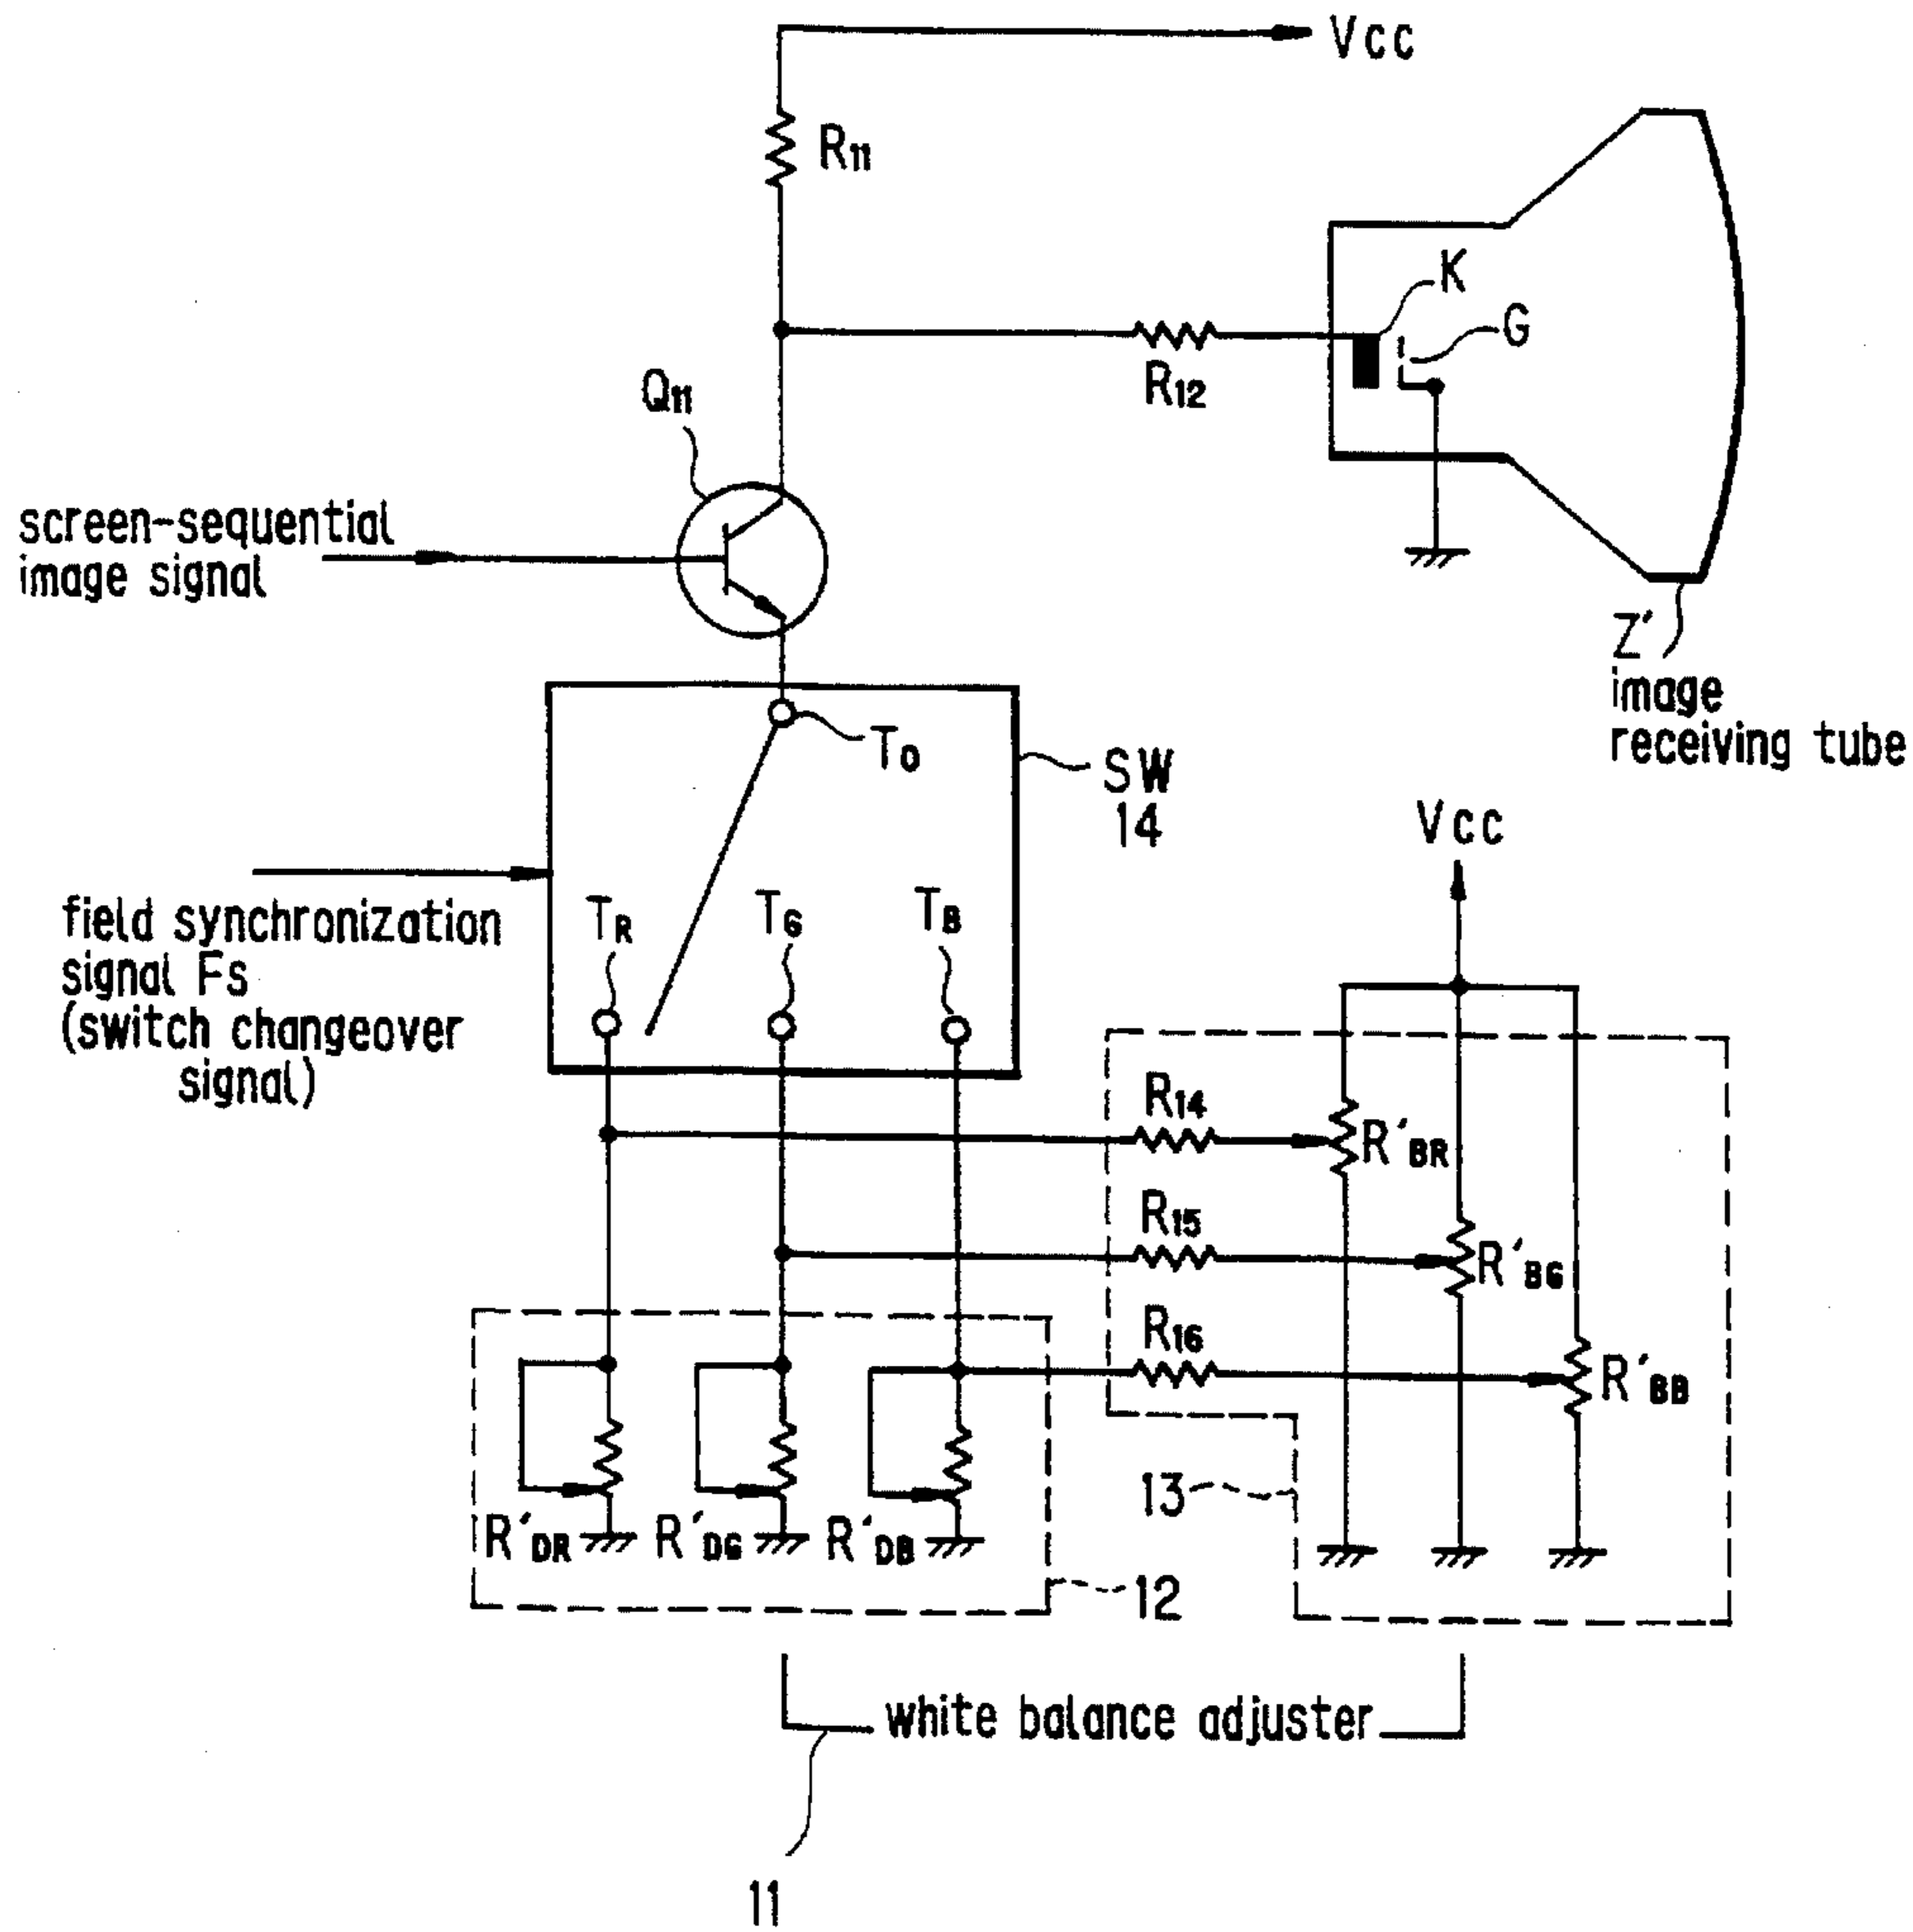 Vcc
R11
K
G
R12
Q11
screen-sequential
image signal
Z'
image
receiving tube
To
SW
14
Vcc
TR
TG
TB
field synchronization
signal Fs
(switch changeover
signal)
R14
R'BR
R15
R'BG
R16
R'BB
13
R'DR
R'DG
R'DB
12
white balance adjuster
11